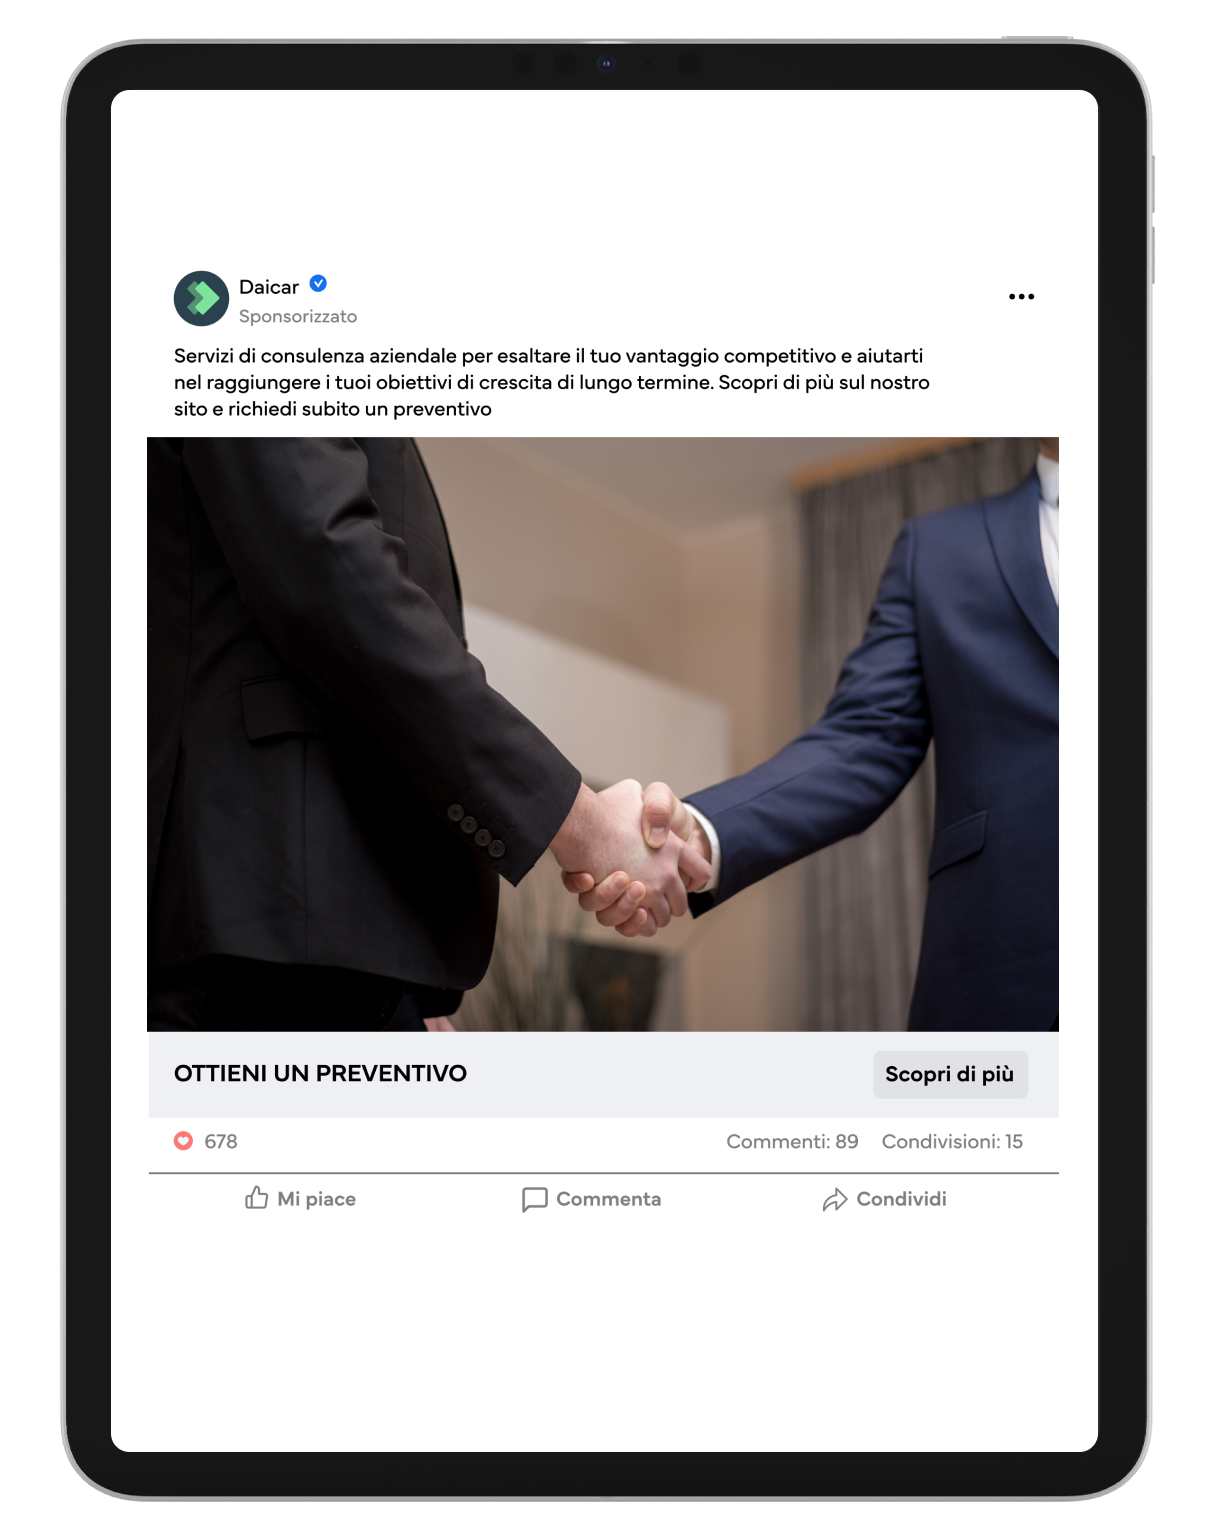 Daicar
Sponsorizzato
Servizi di consulenza aziendale per esaltare il tuo vantaggio competitivo e aiutarti
nel raggiungere i tuoi obiettivi di crescita di lungo termine. Scopri di più sul nostro
sito e richiedi subito un preventivo
OTTIENI UN PREVENTIVO
Scopri di più
678
Commenti: 89
Condivisioni: 15
Mi piace
Commenta
Condividi